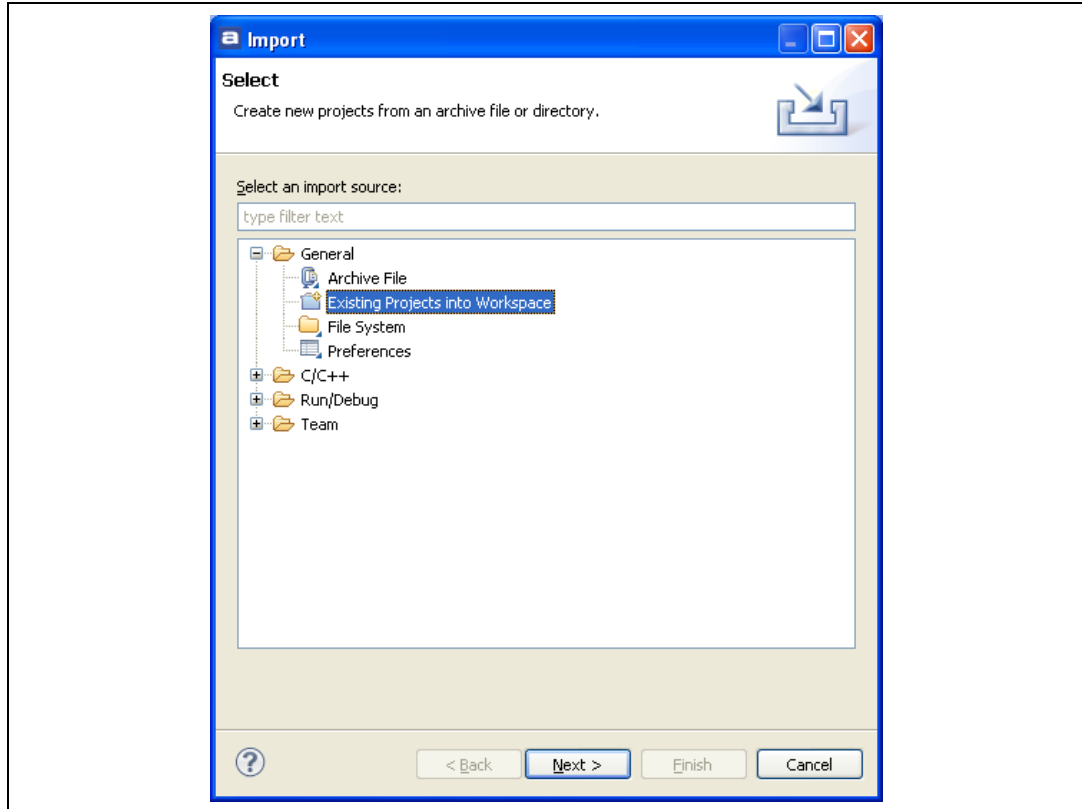 a Import
Select
Create new projects from an archive file or directory.
Select an import source:
type filter text
General
Archive File
Existing Projects into Workspace
File System
Preferences
C/C++
Run/Debug
Team
? < Back Next > Finish Cancel